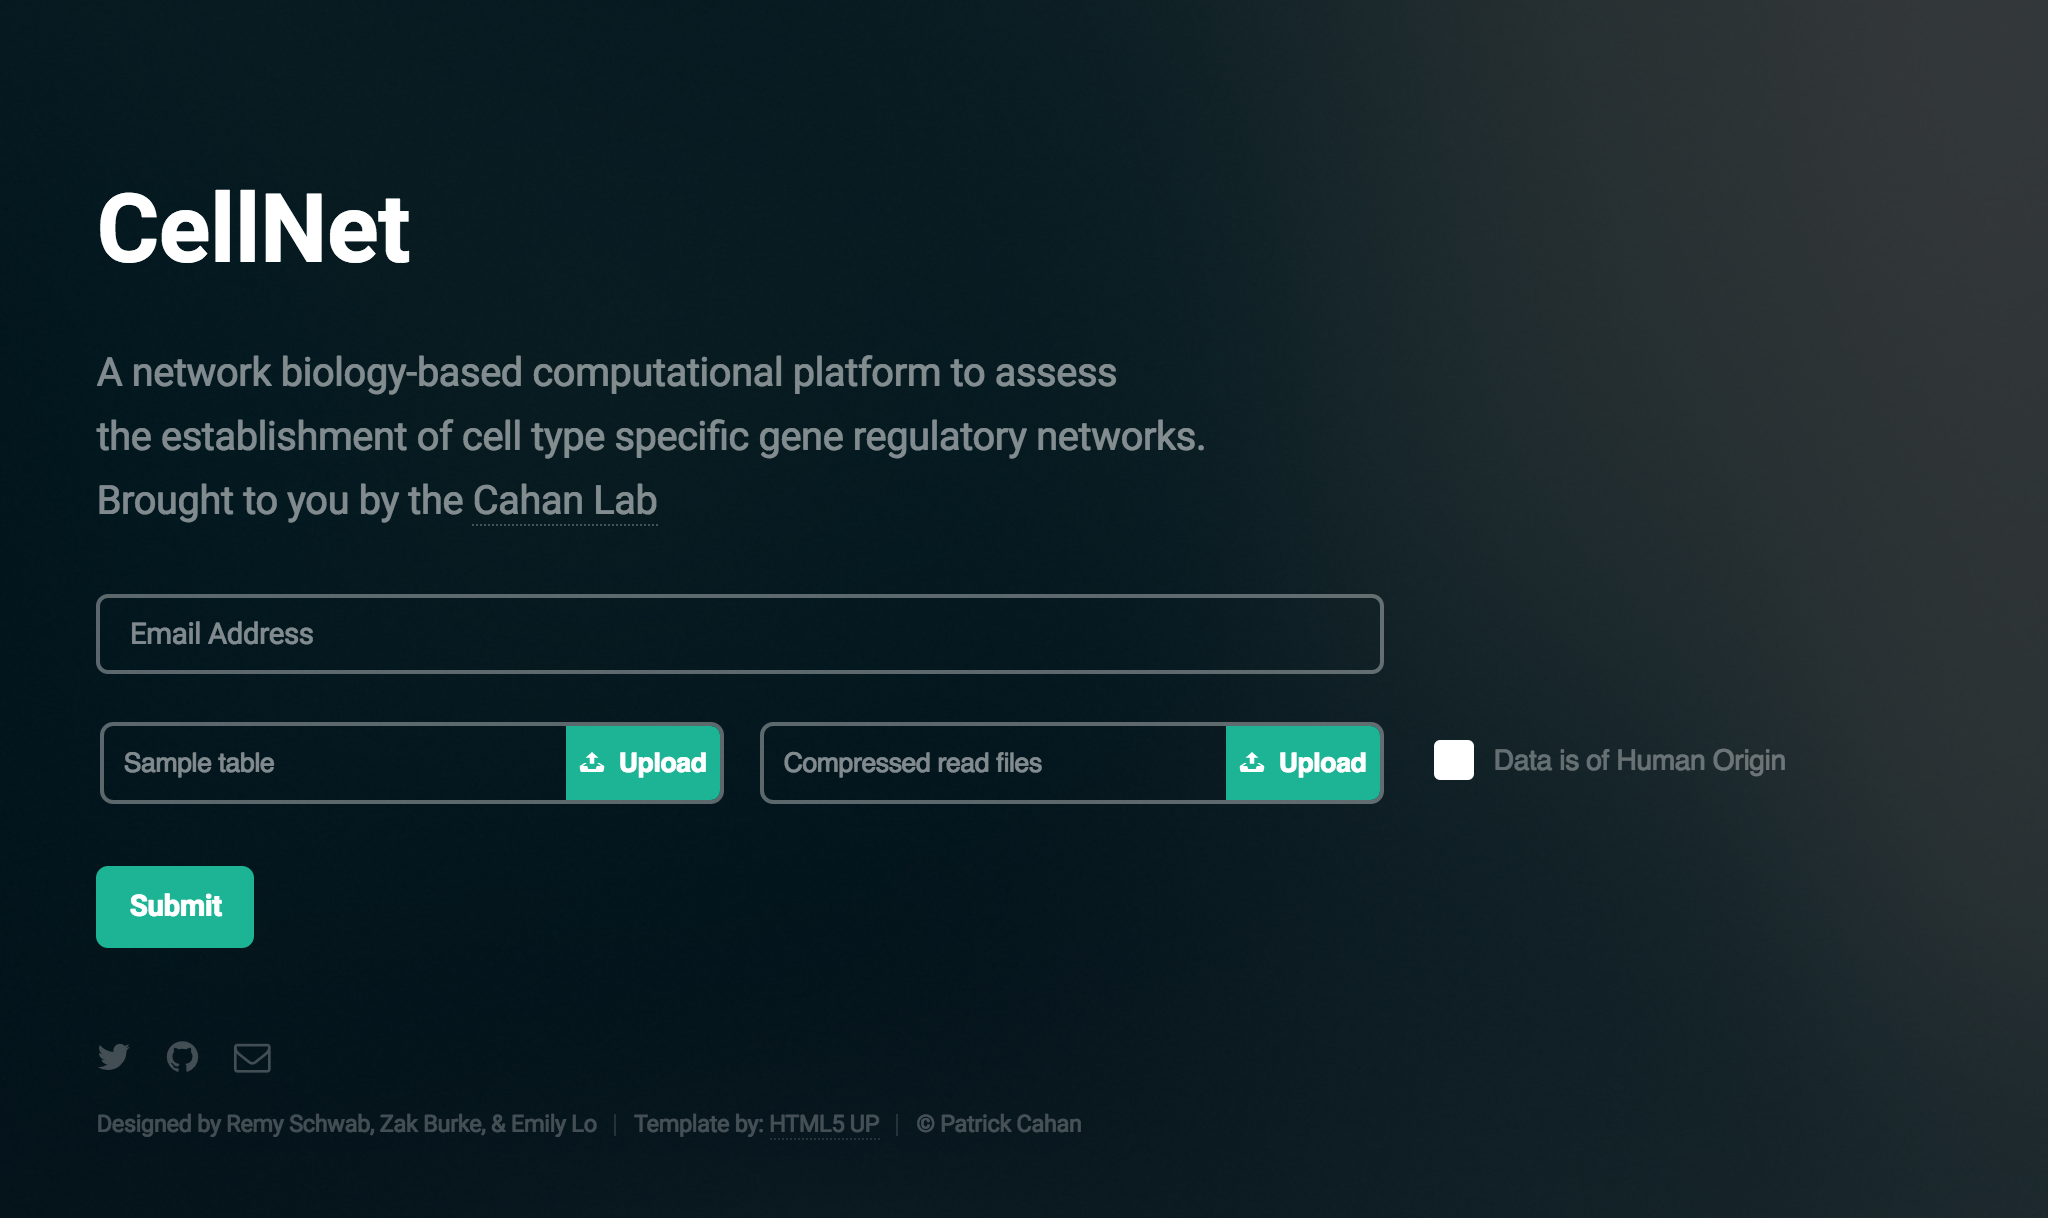 CellNet
A network biology-based computational platform to assess
the establishment of cell type specific gene regulatory networks.
Brought to you by the Cahan Lab
Email Address
Sample table Upload Compressed read files Upload Data is of Human Origin
Submit
Designed by Remy Schwab, Zak Burke, & Emily Lo | Template by: HTML5 UP | © Patrick Cahan